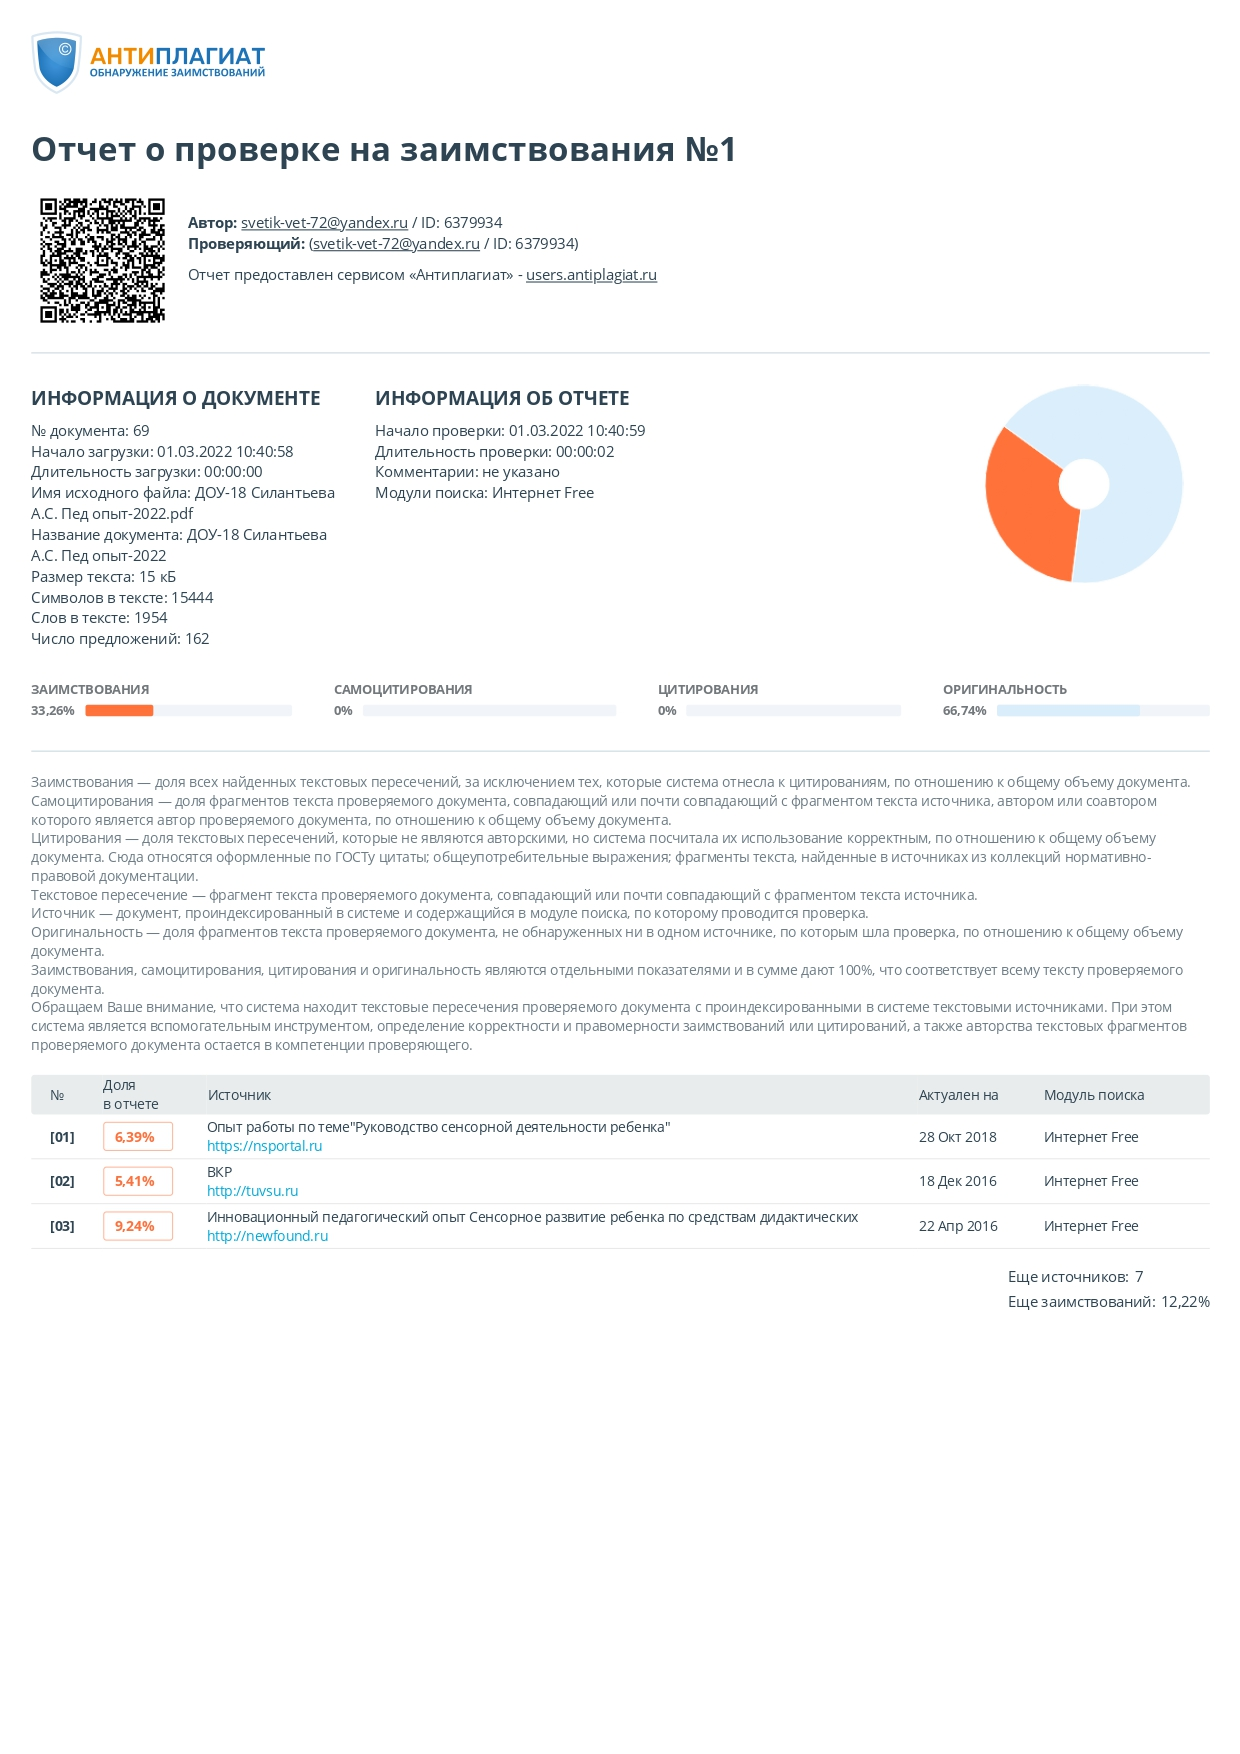 ©
АНТИПЛАГИАТ
ОБНАРУЖЕНИЕ ЗАИМСТВОВАНИЙ
Отчет о проверке на заимствования №1
Автор: svetik-vet-72@yandex.ru / ID: 6379934
Проверяющий: (svetik-vet-72@yandex.ru / ID: 6379934)
Отчет предоставлен сервисом «Антиплагиат» - users.antiplagiat.ru
ИНФОРМАЦИЯ О ДОКУМЕНТЕ
№ документа: 69
Начало загрузки: 01.03.2022 10:40:58
Длительность загрузки: 00:00:00
Имя исходного файла: ДОУ-18 Силантьева
А.С. Пед опыт-2022.pdf
Название документа: ДОУ-18 Силантьева
А.С. Пед опыт-2022
Размер текста: 15 кБ
Символов в тексте: 15444
Слов в тексте: 1954
Число предложений: 162
ИНФОРМАЦИЯ ОБ ОТЧЕТЕ
Начало проверки: 01.03.2022 10:40:59
Длительность проверки: 00:00:02
Комментарии: не указано
Модули поиска: Интернет Free
ЗАИМСТВОВАНИЯ
33,26%
САМОЦИТИРОВАНИЯ
0%
ЦИТИРОВАНИЯ
0%
ОРИГИНАЛЬНОСТЬ
66,74%
Заимствования — доля всех найденных текстовых пересечений, за исключением тех, которые система отнесла к цитированиям, по отношению к общему объему документа.
Самоцитирования — доля фрагментов текста проверяемого документа, совпадающий или почти совпадающий с фрагментом текста источника, автором или соавтором
которого является автор проверяемого документа, по отношению к общему объему документа.
Цитирования — доля текстовых пересечений, которые не являются авторскими, но система посчитала их использование корректным, по отношению к общему объему
документа. Сюда относятся оформленные по ГОСТу цитаты; общеупотребительные выражения; фрагменты текста, найденные в источниках из коллекций нормативно-
правовой документации.
Текстовое пересечение — фрагмент текста проверяемого документа, совпадающий или почти совпадающий с фрагментом текста источника.
Источник — документ, проиндексированный в системе и содержащийся в модуле поиска, по которому проводится проверка.
Оригинальность — доля фрагментов текста проверяемого документа, не обнаруженных ни в одном источнике, по которым шла проверка, по отношению к общему объему
документа.
Заимствования, самоцитирования, цитирования и оригинальность являются отдельными показателями и в сумме дают 100%, что соответствует всему тексту проверяемого
документа.
Обращаем Ваше внимание, что система находит текстовые пересечения проверяемого документа с проиндексированными в системе текстовыми источниками. При этом
система является вспомогательным инструментом, определение корректности и правомерности заимствований или цитирований, а также авторства текстовых фрагментов
проверяемого документа остается в компетенции проверяющего.
№ Доля в отчете Источник Актуален на Модуль поиска
[01] 6,39% Опыт работы по теме"Руководство сенсорной деятельности ребенка" 28 Окт 2018 Интернет Free
https://nsportal.ru
[02] 5,41% ВКР 18 Дек 2016 Интернет Free
http://tuvsu.ru
[03] 9,24% Инновационный педагогический опыт Сенсорное развитие ребенка по средствам дидактических 22 Апр 2016 Интернет Free
http://newfound.ru
Еще источников: 7
Еще заимствований: 12,22%